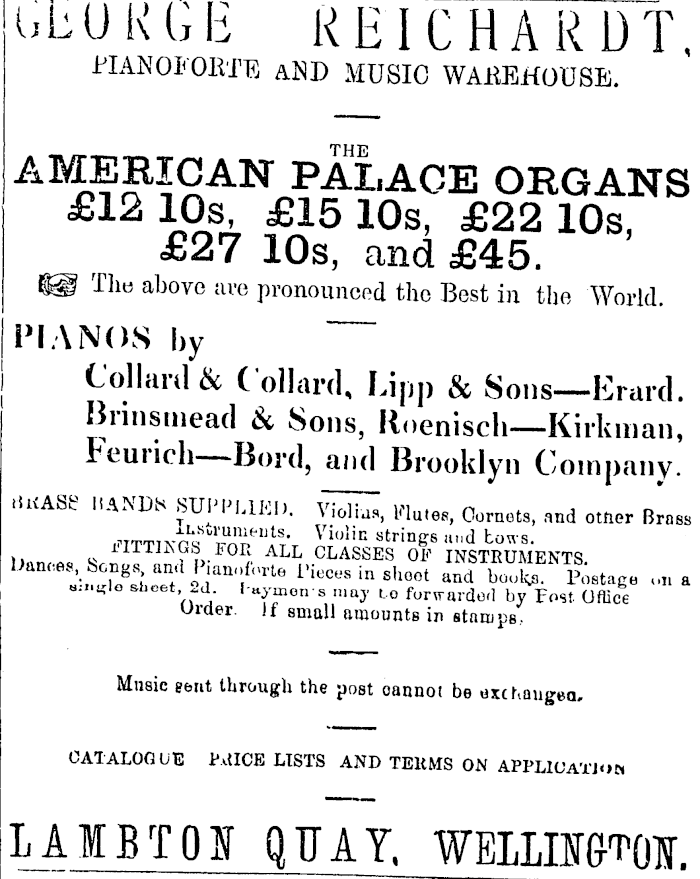 GEORGE REICHARDT,
PIANOFORTE AND MUSIC WAREHOUSE.
THE
AMERICAN PALACE ORGANS
£12 10s, £15 10s, £22 10s,
£27 10s, and £45.
☞ The above are pronounced the Best in the World.
PIANOS by
Collard & Collard, Lipp & Sons—Erard.
Brinsmead & Sons, Roenisch—Kirkman,
Feurich—Bord, and Brooklyn Company.
BRASS BANDS SUPPLIED. Violins, Flutes, Cornets, and other Brass
Instruments. Violin strings and bows.
FITTINGS FOR ALL CLASSES OF INSTRUMENTS.
Dances, Songs, and Pianoforte Pieces in sheet and books. Postage on a
single sheet, 2d. Paymen's may be forwarded by Post Office
Order. If small amounts in stamps.
Music sent through the post cannot be exchanged.
CATALOGUE PRICE LISTS AND TERMS ON APPLICATION
LAMBTON QUAY, WELLINGTON.